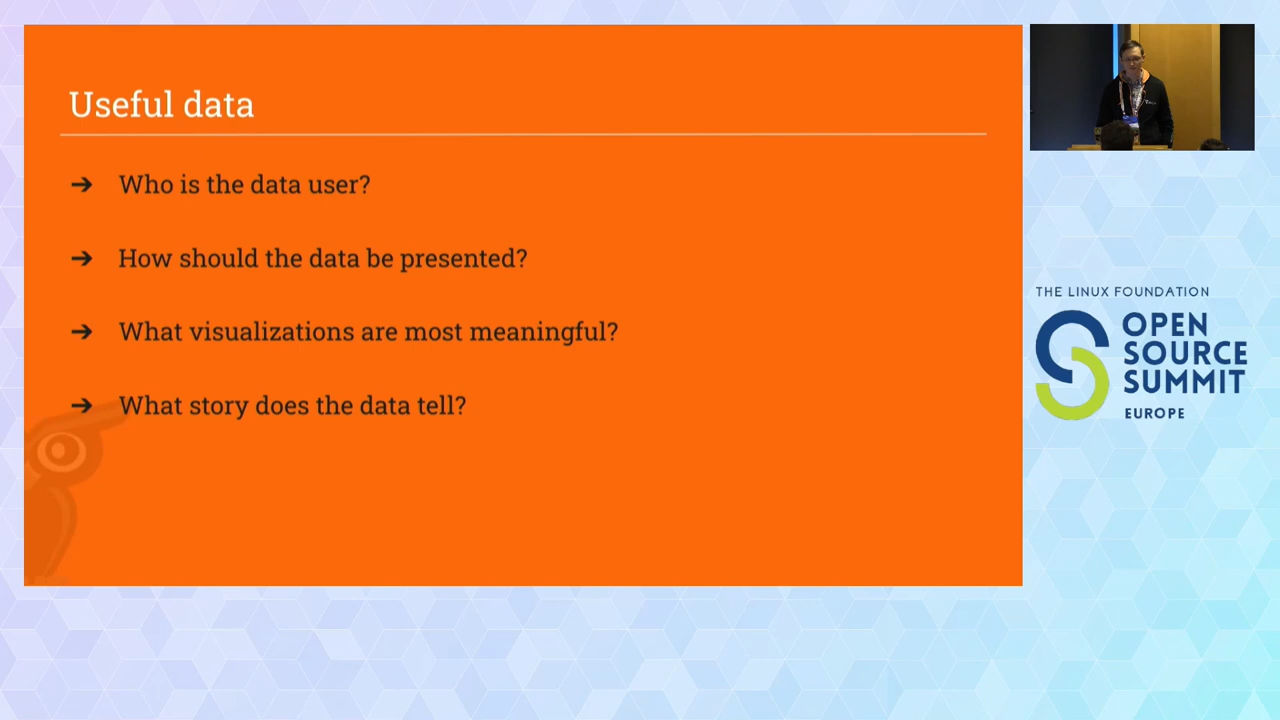 Useful data
➔ Who is the data user?
➔ How should the data be presented?
➔ What visualizations are most meaningful?
➔ What story does the data tell?
THE LINUX FOUNDATION
OPEN
SOURCE
SUMMIT
EUROPE